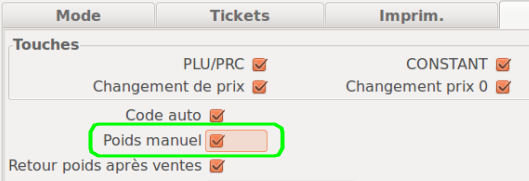 Mode Tickets Imprim.
Touches
PLU/PRC CONSTANT
Changement de prix Changement prix 0
Code auto
Poids manuel
Retour poids après ventes